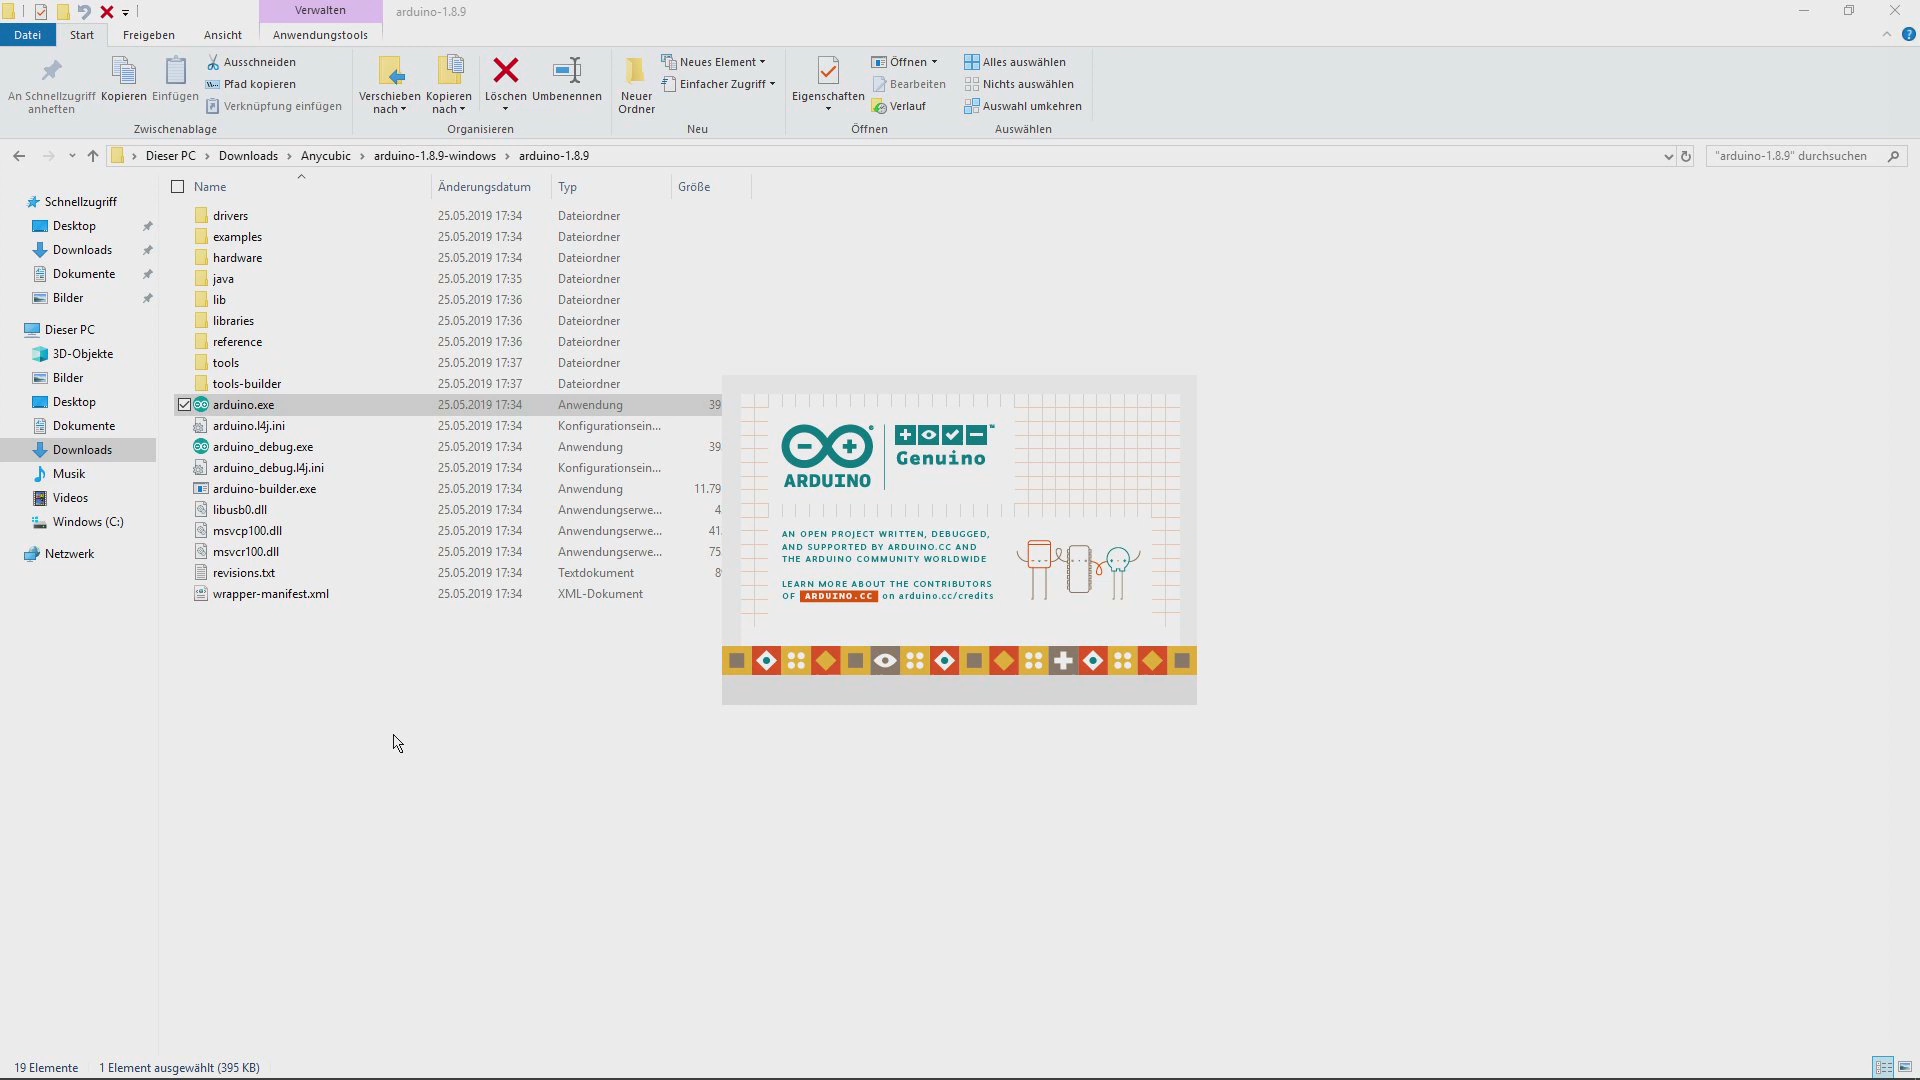 Verwalten
arduino-1.8.9
Datei
Start
Freigeben
Ansicht
Anwendungstools
An Schnellzugriff
anheften
Kopieren
Einfügen
Ausschneiden
Pfad kopieren
Verknüpfung einfügen
Zwischenablage
Verschieben
nach
Kopieren
nach
Löschen
Umbenennen
Organisieren
Neuer
Ordner
Neues Element
Einfacher Zugriff
Neu
Eigenschaften
Öffnen
Bearbeiten
Verlauf
Öffnen
Alles auswählen
Nichts auswählen
Auswahl umkehren
Auswählen
Dieser PC > Downloads > Anycubic > arduino-1.8.9-windows > arduino-1.8.9
"arduino-1.8.9" durchsuchen
Schnellzugriff
Desktop
Downloads
Dokumente
Bilder
Dieser PC
3D-Objekte
Bilder
Desktop
Dokumente
Downloads
Musik
Videos
Windows (C:)
Netzwerk
Name Änderungsdatum Typ Größe
drivers 25.05.2019 17:34 Dateiordner
examples 25.05.2019 17:34 Dateiordner
hardware 25.05.2019 17:34 Dateiordner
java 25.05.2019 17:35 Dateiordner
lib 25.05.2019 17:36 Dateiordner
libraries 25.05.2019 17:36 Dateiordner
reference 25.05.2019 17:36 Dateiordner
tools 25.05.2019 17:37 Dateiordner
tools-builder 25.05.2019 17:37 Dateiordner
arduino.exe 25.05.2019 17:34 Anwendung 39
arduino.l4j.ini 25.05.2019 17:34 Konfigurationsein...
arduino_debug.exe 25.05.2019 17:34 Anwendung 39
arduino_debug.l4j.ini 25.05.2019 17:34 Konfigurationsein...
arduino-builder.exe 25.05.2019 17:34 Anwendung 11.79
libusb0.dll 25.05.2019 17:34 Anwendungserwe... 4
msvcp100.dll 25.05.2019 17:34 Anwendungserwe... 41
msvcr100.dll 25.05.2019 17:34 Anwendungserwe... 75
revisions.txt 25.05.2019 17:34 Textdokument 8
wrapper-manifest.xml 25.05.2019 17:34 XML-Dokument
ARDUINO
Genuino™
AN OPEN PROJECT WRITTEN, DEBUGGED,
AND SUPPORTED BY ARDUINO.CC AND
THE ARDUINO COMMUNITY WORLDWIDE
LEARN MORE ABOUT THE CONTRIBUTORS
OF ARDUINO.CC on arduino.cc/credits
19 Elemente
1 Element ausgewählt (395 KB)